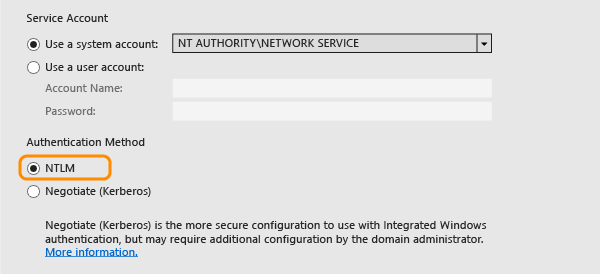 Service Account
Use a system account:
NT AUTHORITY\NETWORK SERVICE
Use a user account:
Account Name:
Password:
Authentication Method
NTLM
Negotiate (Kerberos)
Negotiate (Kerberos) is the more secure configuration to use with Integrated Windows
authentication, but may require additional configuration by the domain administrator.
More information.